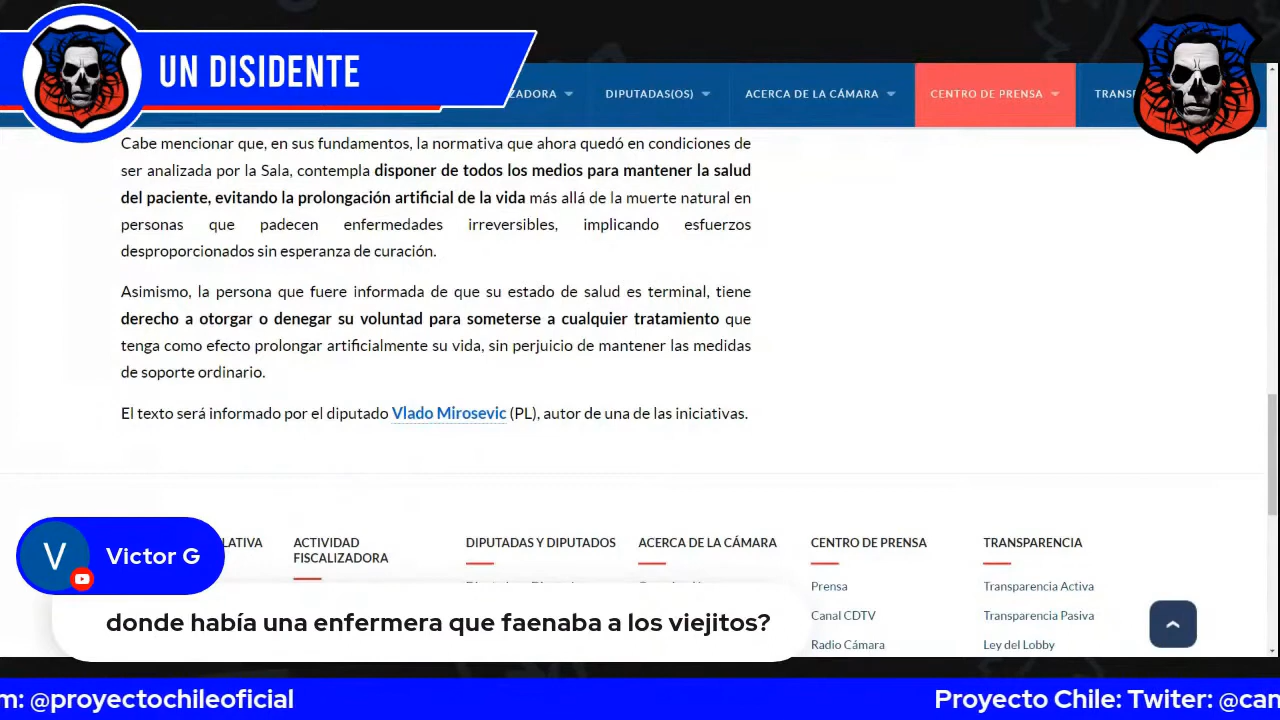 UN DISIDENTE
ZADORA
DIPUTADAS(OS)
ACERCA DE LA CÁMARA
CENTRO DE PRENSA
Cabe mencionar que, en sus fundamentos, la normativa que ahora quedó en condiciones de
ser analizada por la Sala, contempla disponer de todos los medios para mantener la salud
del paciente, evitando la prolongación artificial de la vida más allá de la muerte natural en
personas que padecen enfermedades irreversibles, implicando esfuerzos
desproporcionados sin esperanza de curación.
Asimismo, la persona que fuere informada de que su estado de salud es terminal, tiene
derecho a otorgar o denegar su voluntad para someterse a cualquier tratamiento que
tenga como efecto prolongar artificialmente su vida, sin perjuicio de mantener las medidas
de soporte ordinario.
El texto será informado por el diputado Vlado Mirosevic (PL), autor de una de las iniciativas.
LATIVA
ACTIVIDAD
FISCALIZADORA
DIPUTADAS Y DIPUTADOS
ACERCA DE LA CÁMARA
CENTRO DE PRENSA
TRANSPARENCIA
Prensa
Transparencia Activa
Canal CDTV
Transparencia Pasiva
Radio Cámara
Ley del Lobby
V
Victor G
donde había una enfermera que faenaba a los viejitos?
m: @proyectochileoficial
Proyecto Chile: Twiter: @can